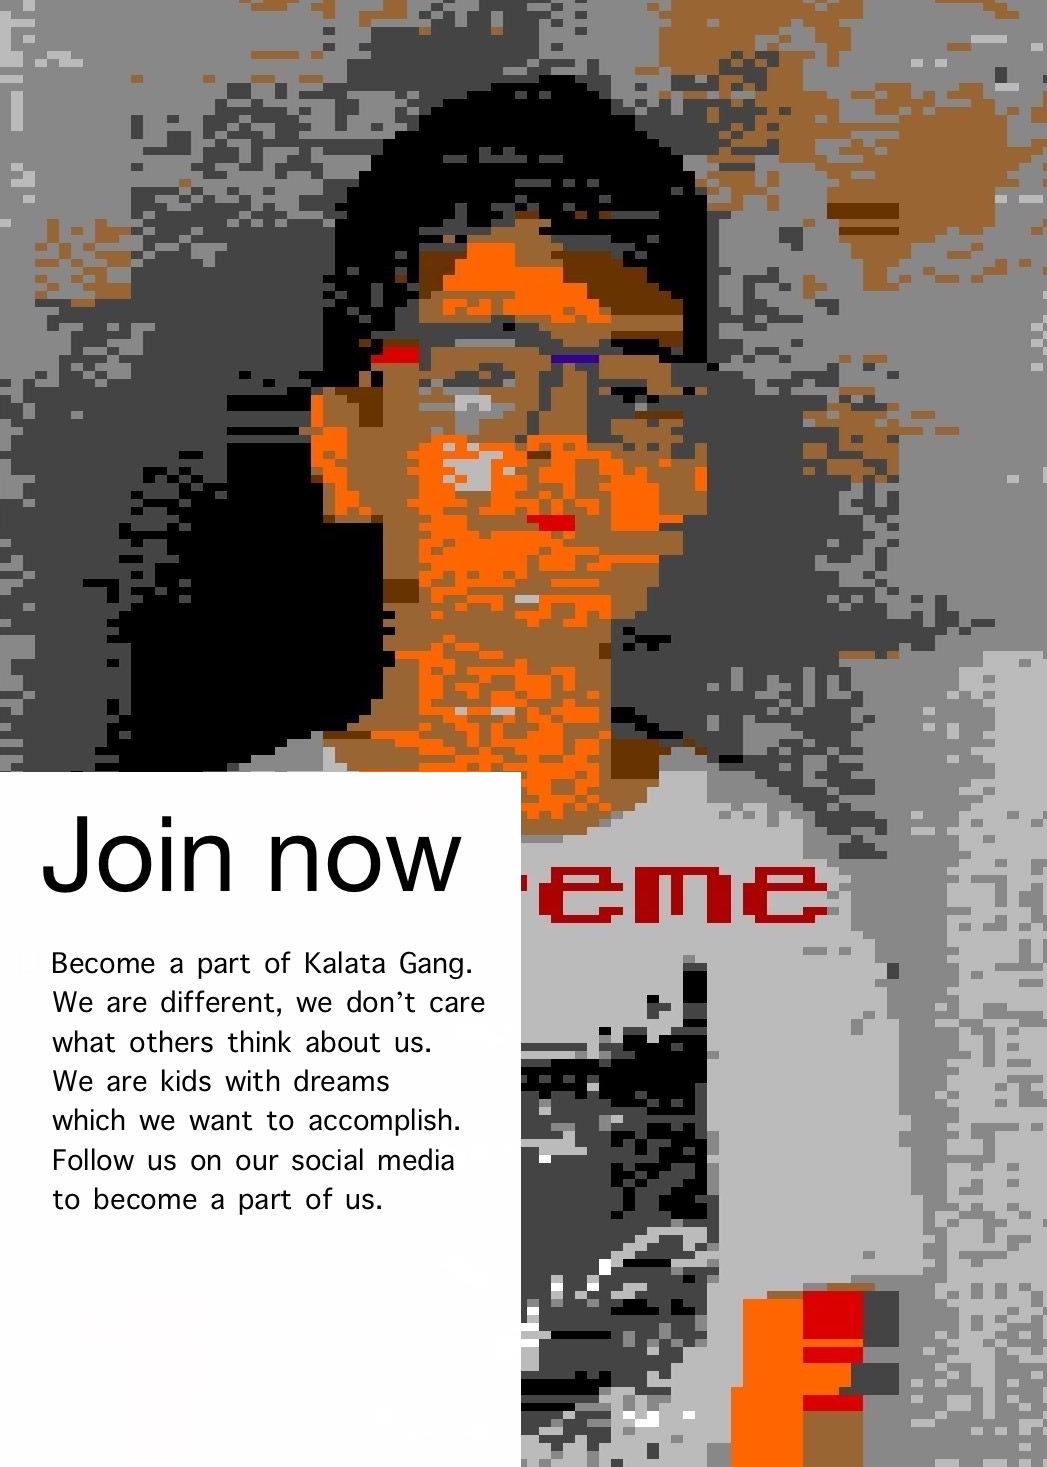 Join now
Become a part of Kalata Gang.
We are different, we don’t care
what others think about us.
We are kids with dreams
which we want to accomplish.
Follow us on our social media
to become a part of us.
eme